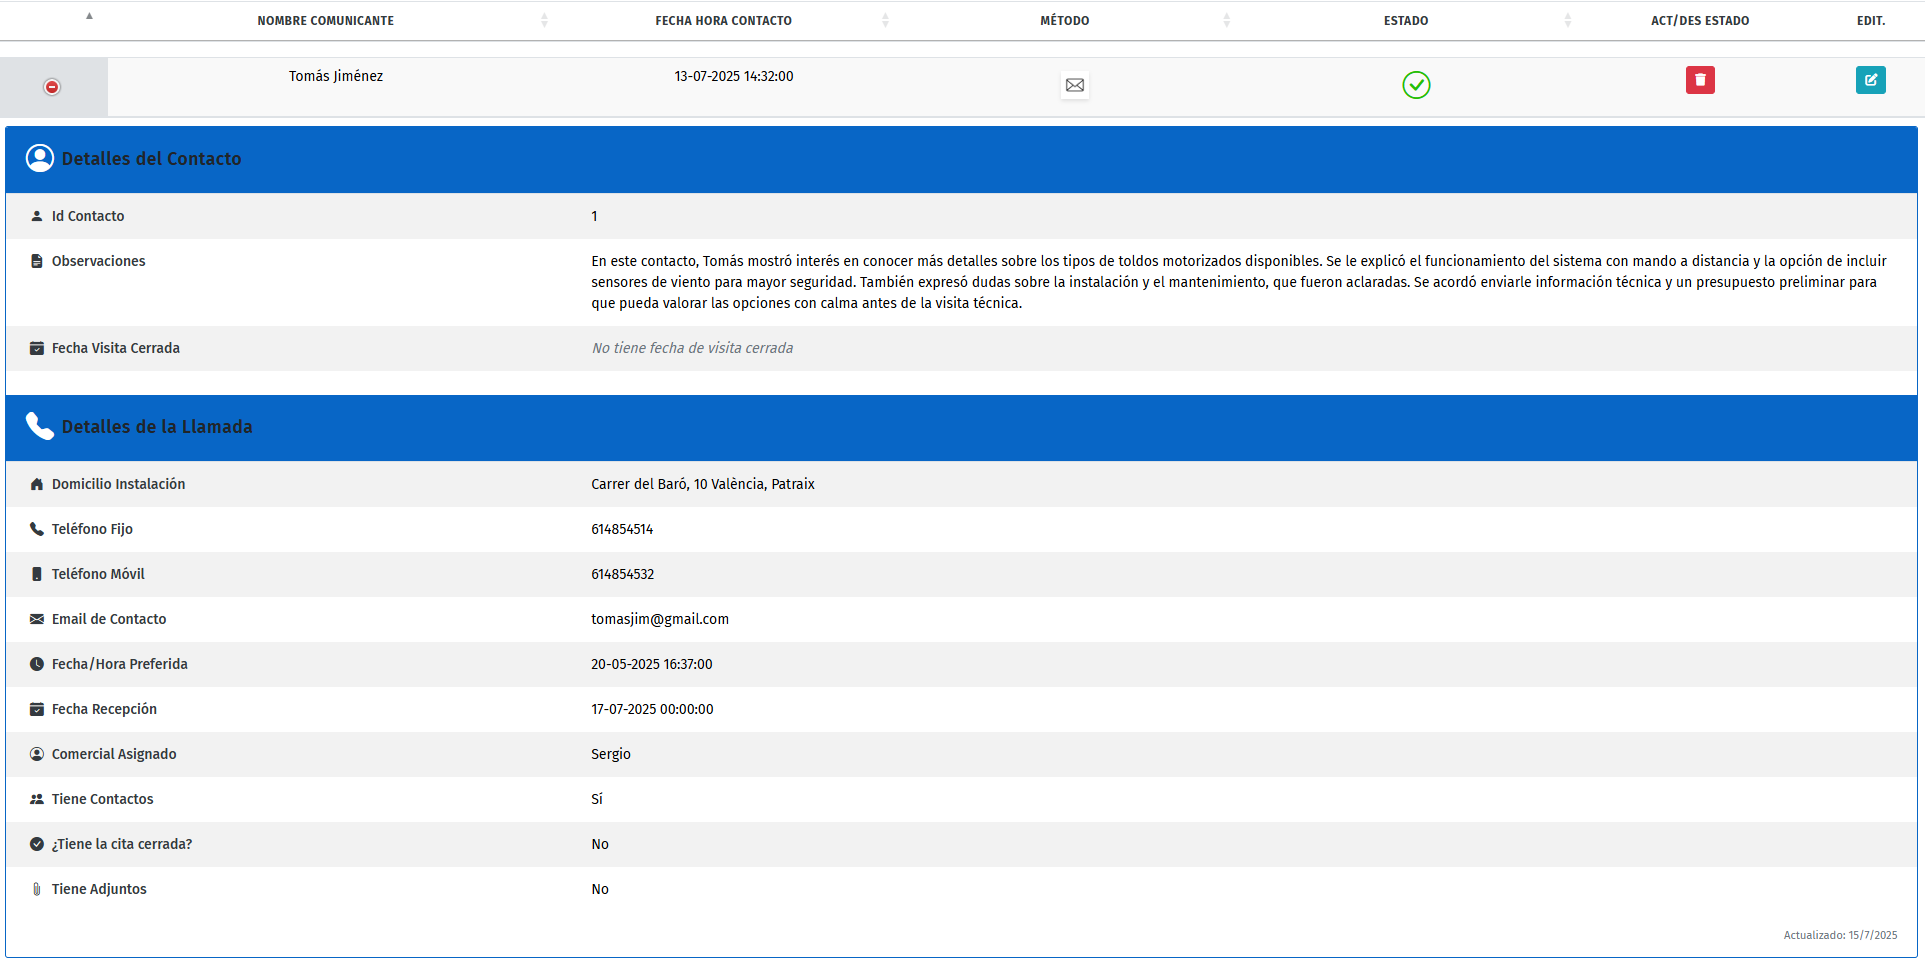 NOMBRE COMUNICANTE FECHA HORA CONTACTO MÉTODO ESTADO ACT/DES ESTADO EDIT.
Tomás Jiménez 13-07-2025 14:32:00
Detalles del Contacto
Id Contacto 1
Observaciones En este contacto, Tomás mostró interés en conocer más detalles sobre los tipos de toldos motorizados disponibles. Se le explicó el funcionamiento del sistema con mando a distancia y la opción de incluir
sensores de viento para mayor seguridad. También expresó dudas sobre la instalación y el mantenimiento, que fueron aclaradas. Se acordó enviarle información técnica y un presupuesto preliminar para
que pueda valorar las opciones con calma antes de la visita técnica.
Fecha Visita Cerrada No tiene fecha de visita cerrada
Detalles de la Llamada
Domicilio Instalación Carrer del Baró, 10 València, Patraix
Teléfono Fijo 614854514
Teléfono Móvil 614854532
Email de Contacto tomasjim@gmail.com
Fecha/Hora Preferida 20-05-2025 16:37:00
Fecha Recepción 17-07-2025 00:00:00
Comercial Asignado Sergio
Tiene Contactos Sí
¿Tiene la cita cerrada? No
Tiene Adjuntos No
Actualizado: 15/7/2025